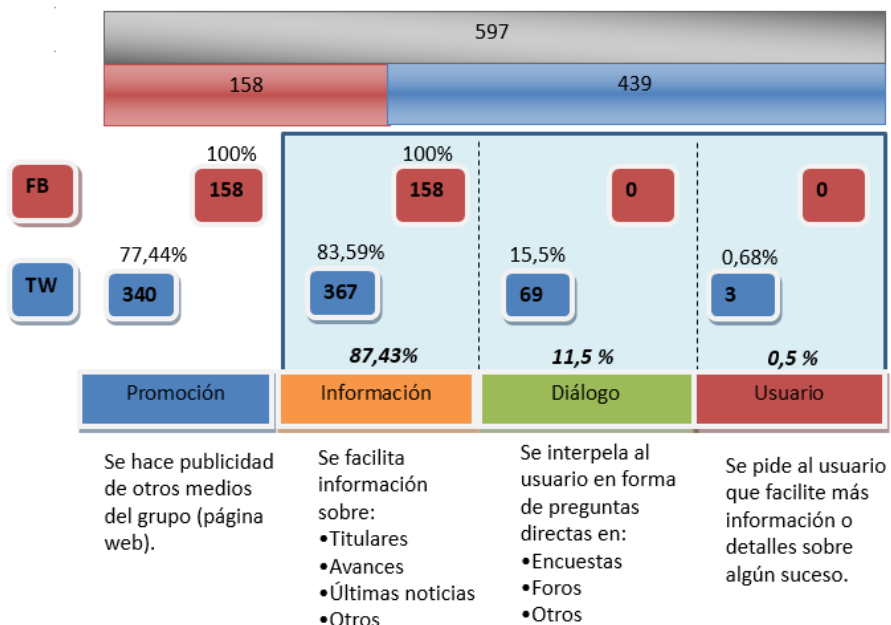 597
158 439
100% 100%
FB 158 158 0 0
77,44% 83,59% 15,5% 0,68%
TW 340 367 69 3
87,43% 11,5 % 0,5 %
Promoción Información Diálogo Usuario
Se hace publicidad
de otros medios
del grupo (página
web).
Se facilita
información
sobre:
•Titulares
•Avances
•Últimas noticias
•Otros
Se interpela al
usuario en forma
de preguntas
directas en:
•Encuestas
•Foros
•Otros
Se pide al usuario
que facilite más
información o
detalles sobre
algún suceso.